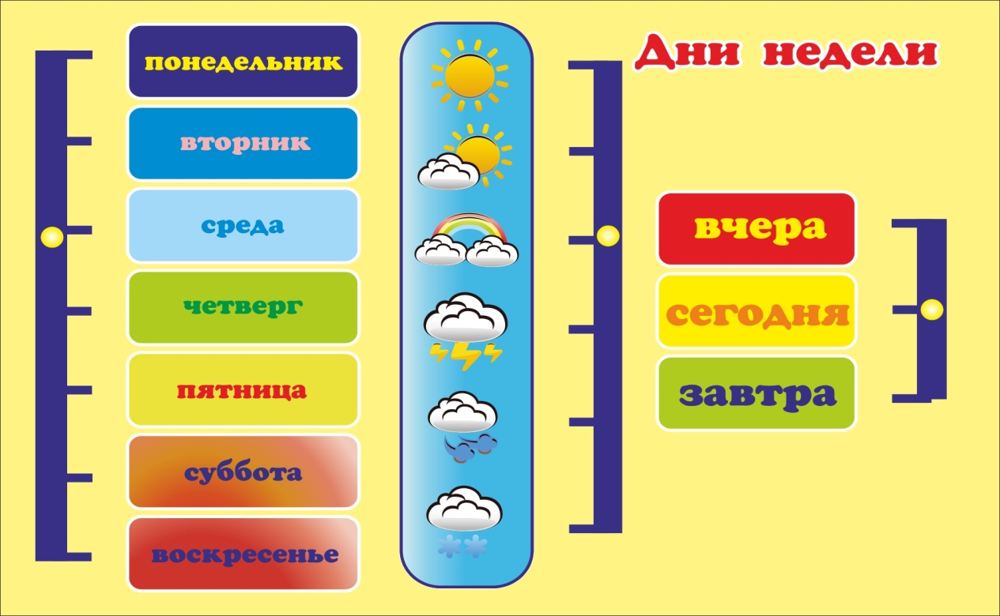 Дни недели
понедельник
вторник
среда
четверг
пятница
суббота
воскресенье
вчера
сегодня
завтра